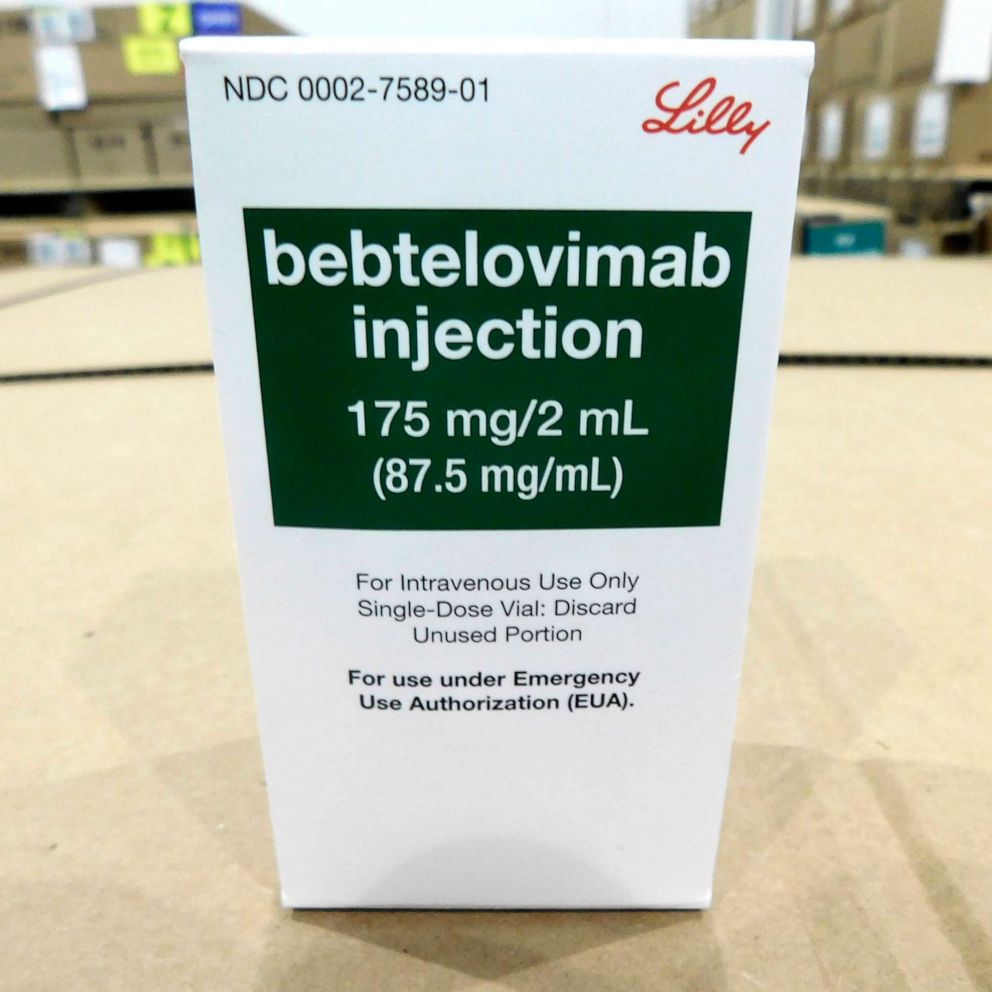 NDC 0002-7589-01
Lilly
bebtelovimab
injection
175 mg/2 mL
(87.5 mg/mL)
For Intravenous Use Only
Single-Dose Vial: Discard
Unused Portion
For use under Emergency
Use Authorization (EUA).